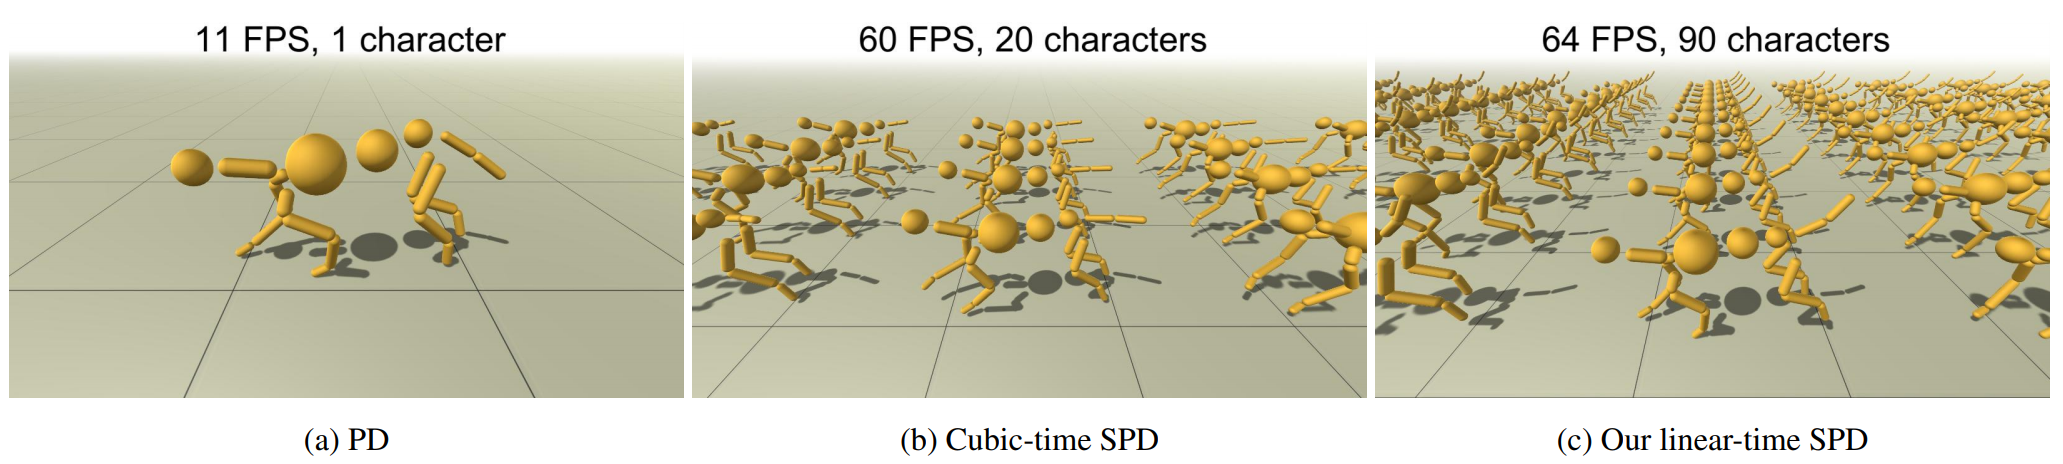 11 FPS, 1 character
60 FPS, 20 characters
64 FPS, 90 characters
(a) PD
(b) Cubic-time SPD
(c) Our linear-time SPD